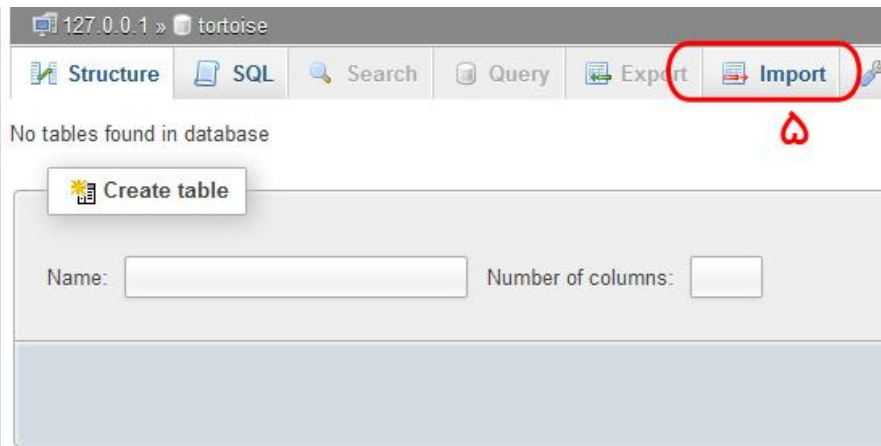 127.0.0.1 » tortoise
Structure SQL Search Query Export Import
۵
No tables found in database
Create table
Name: Number of columns: